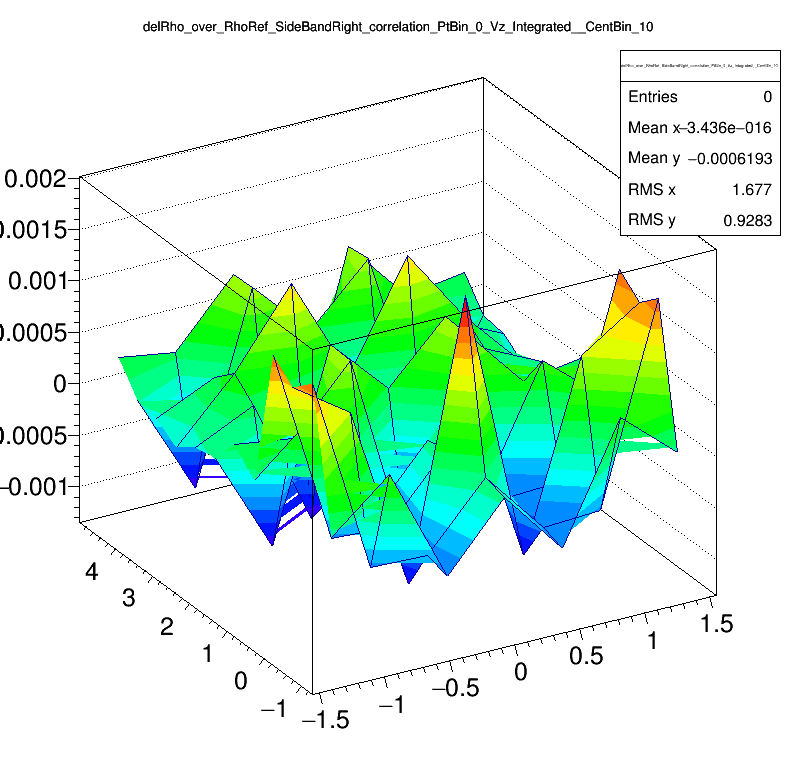 delRho_over_RhoRef_SideBandRight_correlation_PtBin_0_Vz_Integrated__CentBin_10
delRho_over_RhoRef_SideBandRight_correlation_PtBin_0_Vz_Integrated__CentBin_10
Entries 0
Mean x−3.436e−016
Mean y −0.0006193
RMS x 1.677
RMS y 0.9283
0.002
0.0015
0.001
0.0005
0
0.0005
−0.001
4
3
2
1
0
−1
−1.5
−1
−0.5
0
0.5
1
1.5